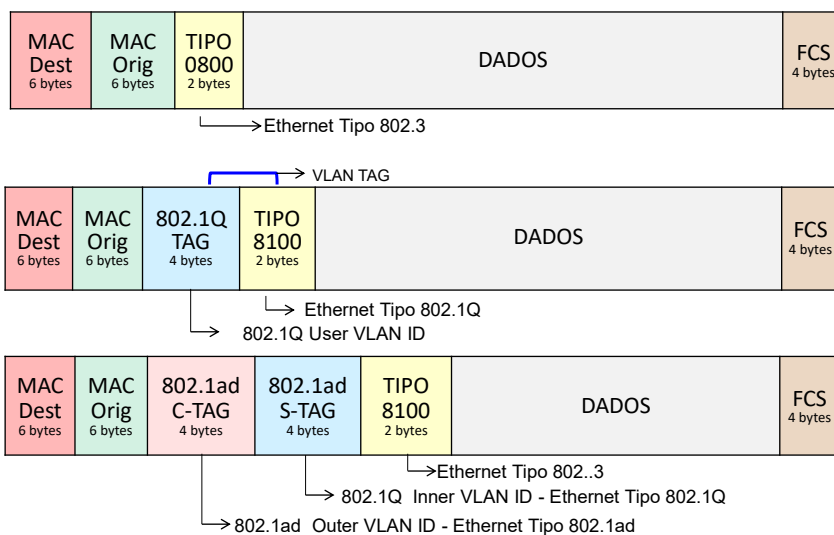 MAC
Dest
6 bytes
MAC
Orig
6 bytes
TIPO
0800
2 bytes
DADOS
FCS
4 bytes
Ethernet Tipo 802.3
VLAN TAG
MAC
Dest
6 bytes
MAC
Orig
6 bytes
802.1Q
TAG
4 bytes
TIPO
8100
2 bytes
DADOS
FCS
4 bytes
Ethernet Tipo 802.1Q
802.1Q User VLAN ID
MAC
Dest
6 bytes
MAC
Orig
6 bytes
802.1ad
C-TAG
4 bytes
802.1ad
S-TAG
4 bytes
TIPO
8100
2 bytes
DADOS
FCS
4 bytes
Ethernet Tipo 802..3
802.1Q Inner VLAN ID - Ethernet Tipo 802.1Q
802.1ad Outer VLAN ID - Ethernet Tipo 802.1ad